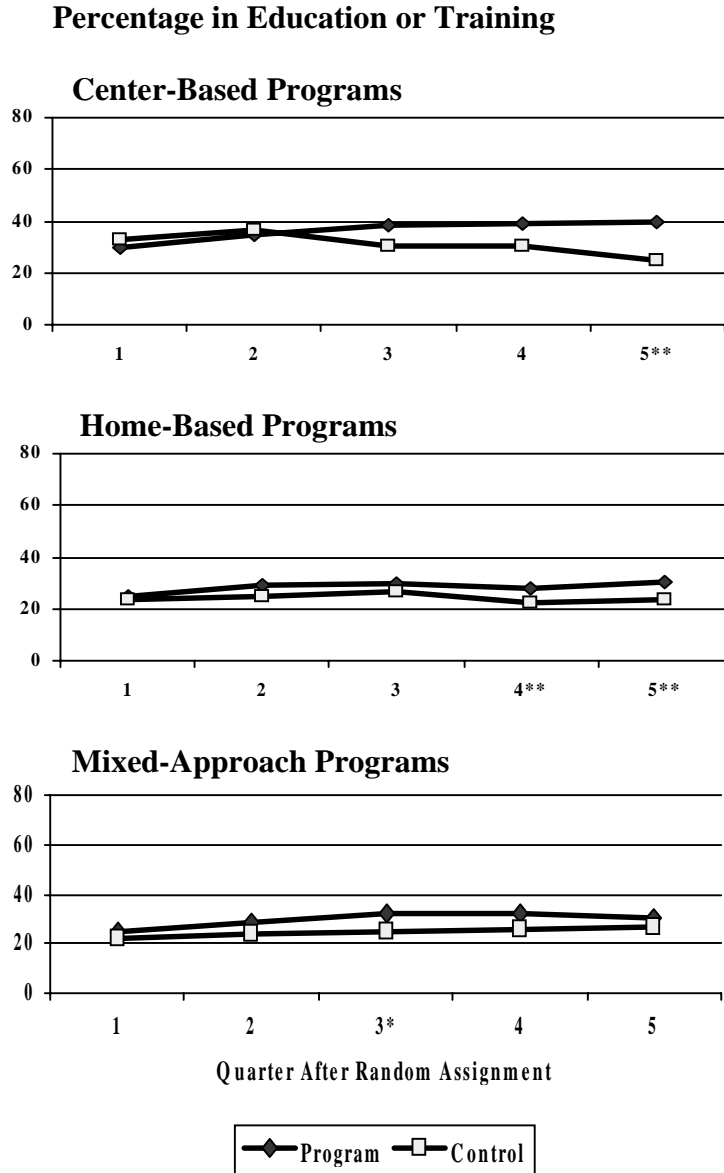 Percentage in Education or Training
Center-Based Programs
80
60
40
20
0
1 2 3 4 5**
Home-Based Programs
80
60
40
20
0
1 2 3 4** 5**
Mixed-Approach Programs
80
60
40
20
0
1 2 3* 4 5
Quarter After Random Assignment
Program Control